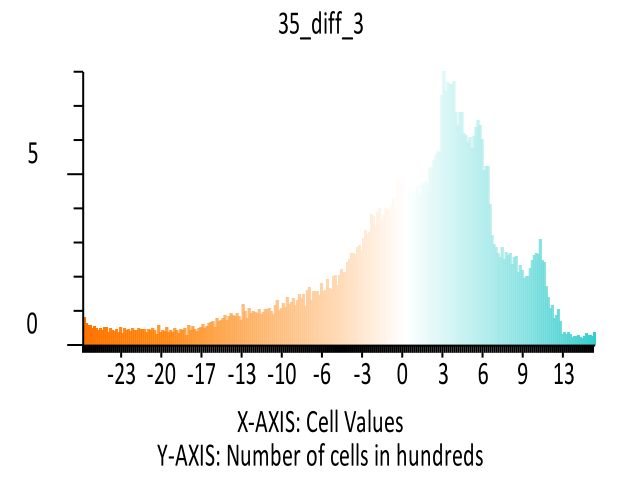 35_diff_3
5
0
-23 -20 -17 -13 -10 -6 -3 0 3 6 9 13
X-AXIS: Cell Values
Y-AXIS: Number of cells in hundreds